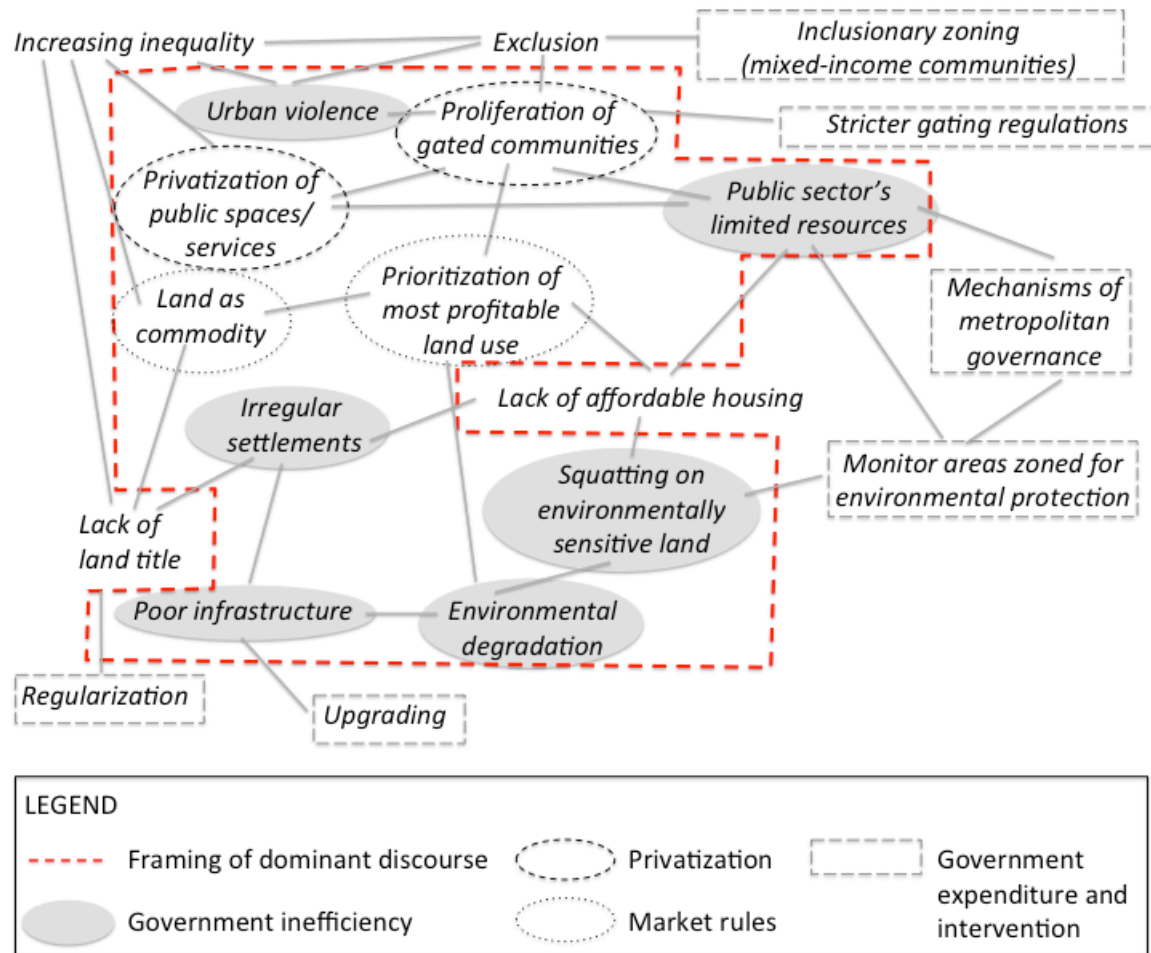 Increasing inequality
Exclusion
Inclusionary zoning
(mixed-income communities)
Urban violence
Proliferation of
gated communities
Stricter gating regulations
Privatization of
public spaces/
services
Public sector's
limited resources
Land as
commodity
Prioritization of
most profitable
land use
Mechanisms of
metropolitan
governance
Irregular
settlements
Lack of affordable housing
Squatting on
environmentally
sensitive land
Monitor areas zoned for
environmental protection
Lack of
land title
Poor infrastructure
Environmental
degradation
Regularization
Upgrading
LEGEND
Framing of dominant discourse
Privatization
Government
expenditure and
intervention
Government inefficiency
Market rules